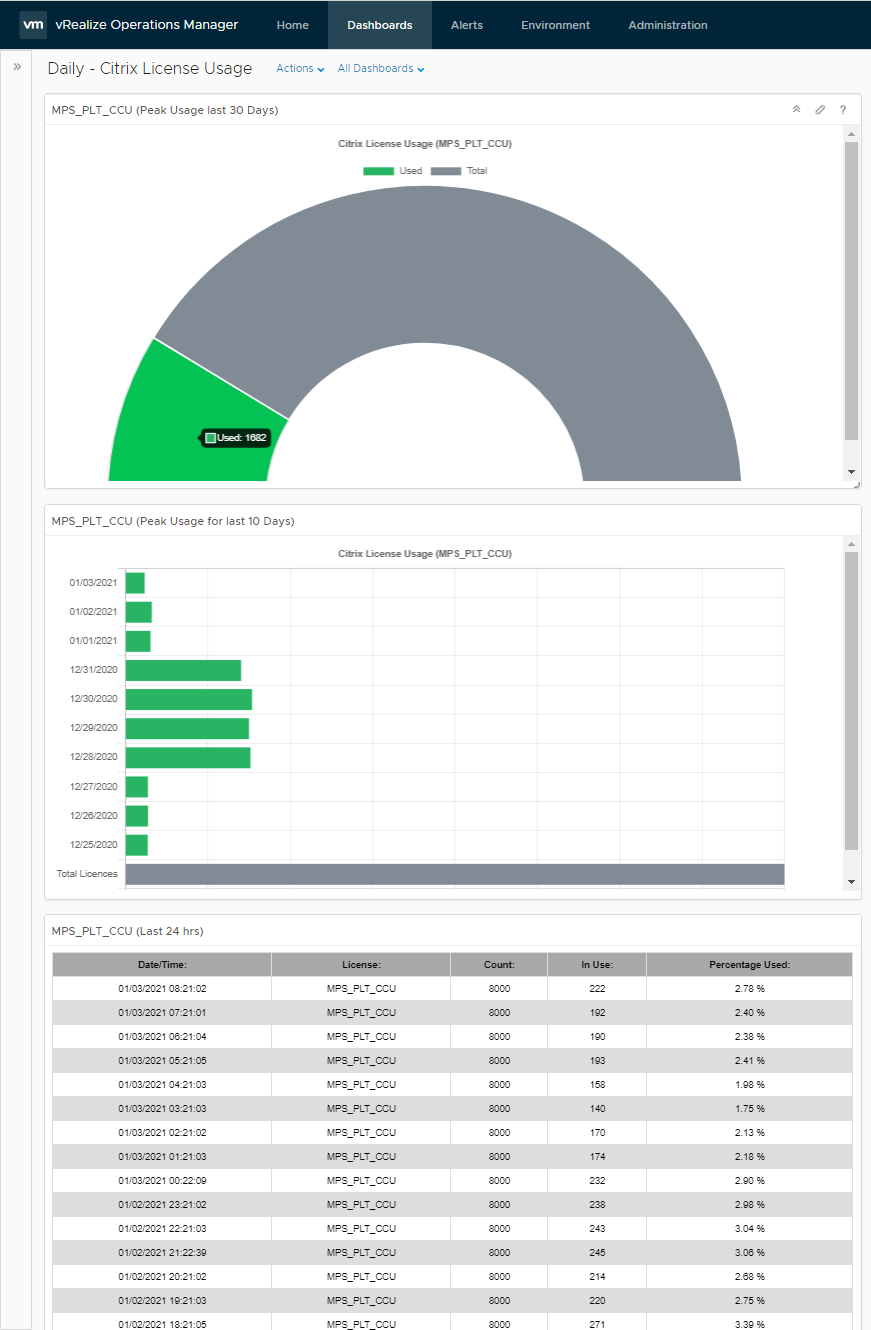 vm vRealize Operations Manager Home Dashboards Alerts Environment Administration
Daily - Citrix License Usage Actions All Dashboards
MPS_PLT_CCU (Peak Usage last 30 Days) ?
Citrix License Usage (MPS_PLT_CCU)
Used Total
Used: 1682
MPS_PLT_CCU (Peak Usage for last 10 Days)
Citrix License Usage (MPS_PLT_CCU)
01/03/2021
01/02/2021
01/01/2021
12/31/2020
12/30/2020
12/29/2020
12/28/2020
12/27/2020
12/26/2020
12/25/2020
Total Licences
MPS_PLT_CCU (Last 24 hrs)
Date/Time: License: Count: In Use: Percentage Used:
01/03/2021 08:21:02 MPS_PLT_CCU 8000 222 2.78 %
01/03/2021 07:21:01 MPS_PLT_CCU 8000 192 2.40 %
01/03/2021 06:21:04 MPS_PLT_CCU 8000 190 2.38 %
01/03/2021 05:21:05 MPS_PLT_CCU 8000 193 2.41 %
01/03/2021 04:21:03 MPS_PLT_CCU 8000 158 1.98 %
01/03/2021 03:21:03 MPS_PLT_CCU 8000 140 1.75 %
01/03/2021 02:21:02 MPS_PLT_CCU 8000 170 2.13 %
01/03/2021 01:21:03 MPS_PLT_CCU 8000 174 2.18 %
01/03/2021 00:22:09 MPS_PLT_CCU 8000 232 2.90 %
01/02/2021 23:21:02 MPS_PLT_CCU 8000 238 2.98 %
01/02/2021 22:21:03 MPS_PLT_CCU 8000 243 3.04 %
01/02/2021 21:22:39 MPS_PLT_CCU 8000 245 3.06 %
01/02/2021 20:21:02 MPS_PLT_CCU 8000 214 2.68 %
01/02/2021 19:21:03 MPS_PLT_CCU 8000 220 2.75 %
01/02/2021 18:21:05 MPS_PLT_CCU 8000 271 3.39 %